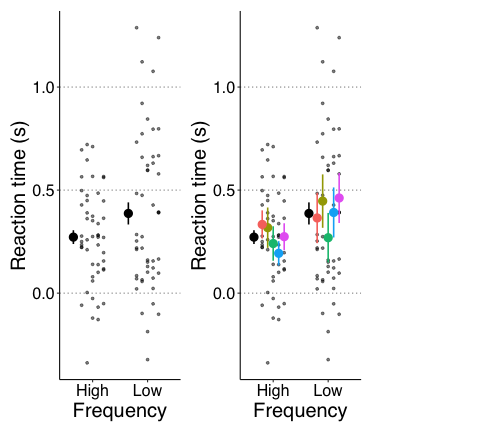 Reaction time (s)
1.0
0.5
0.0
High Low
Frequency
Reaction time (s)
1.0
0.5
0.0
High Low
Frequency